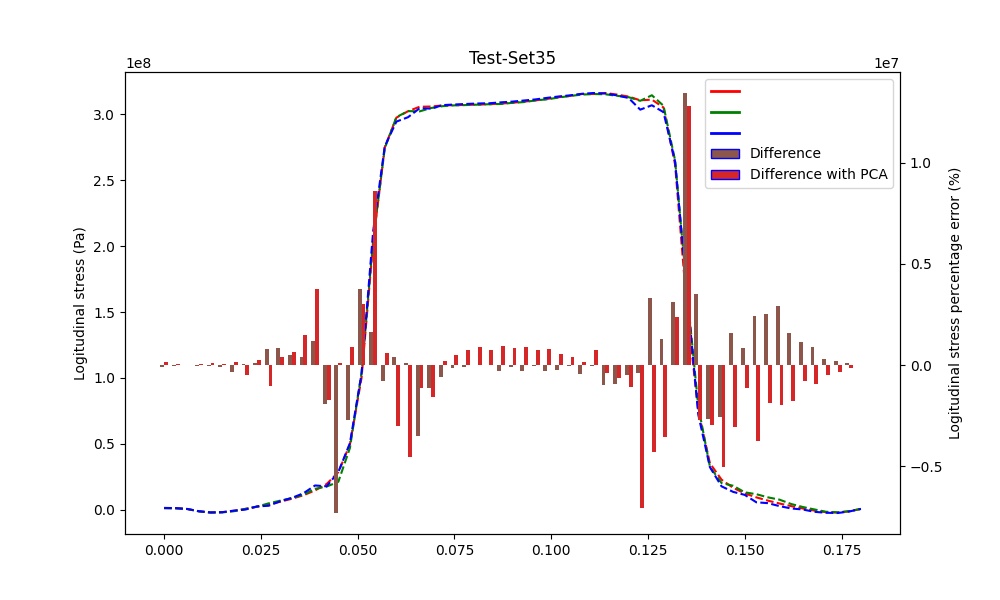 Test-Set35
1e8
1e7
3.0
2.5
2.0
1.5
1.0
0.5
0.0
Logitudinal stress (Pa)
0.000
0.025
0.050
0.075
0.100
0.125
0.150
0.175
1.0
0.5
0.0
−0.5
Logitudinal stress percentage error (%)
Difference
Difference with PCA